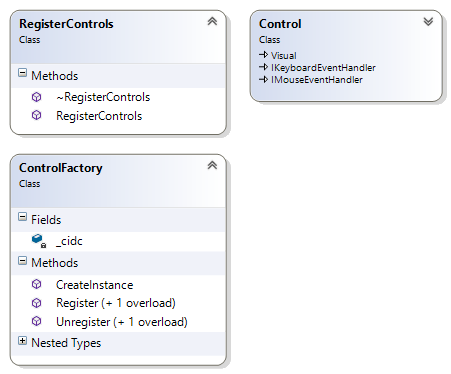 RegisterControls
Class
Methods
~RegisterControls
RegisterControls
Control
Class
Visual
IKeyboardEventHandler
IMouseEventHandler
ControlFactory
Class
Fields
_cidc
Methods
CreateInstance
Register (+ 1 overload)
Unregister (+ 1 overload)
Nested Types